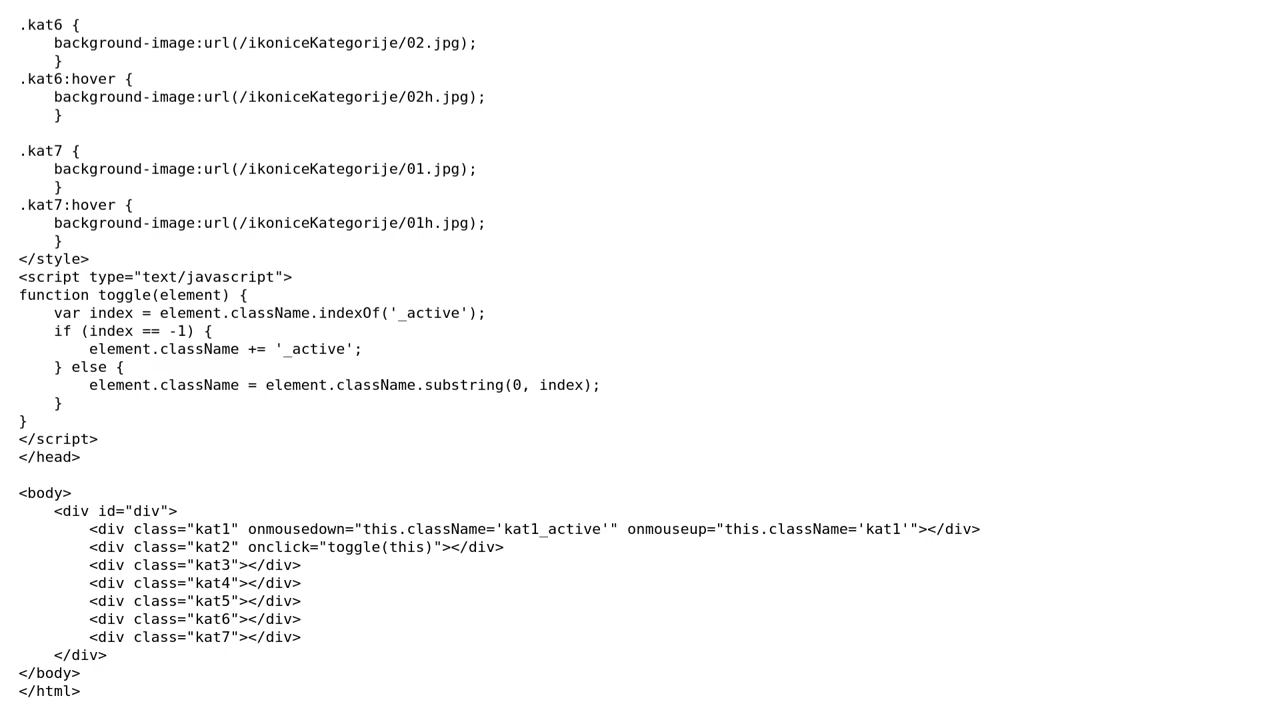 .kat6 {
    background-image:url(/ikoniceKategorije/02.jpg);
    }
.kat6:hover {
    background-image:url(/ikoniceKategorije/02h.jpg);
    }

.kat7 {
    background-image:url(/ikoniceKategorije/01.jpg);
    }
.kat7:hover {
    background-image:url(/ikoniceKategorije/01h.jpg);
    }
</style>
<script type="text/javascript">
function toggle(element) {
    var index = element.className.indexOf('_active');
    if (index == -1) {
        element.className += '_active';
    } else {
        element.className = element.className.substring(0, index);
    }
}
</script>
</head>

<body>
    <div id="div">
        <div class="kat1" onmousedown="this.className='kat1_active'" onmouseup="this.className='kat1'"></div>
        <div class="kat2" onclick="toggle(this)"></div>
        <div class="kat3"></div>
        <div class="kat4"></div>
        <div class="kat5"></div>
        <div class="kat6"></div>
        <div class="kat7"></div>
    </div>
</body>
</html>